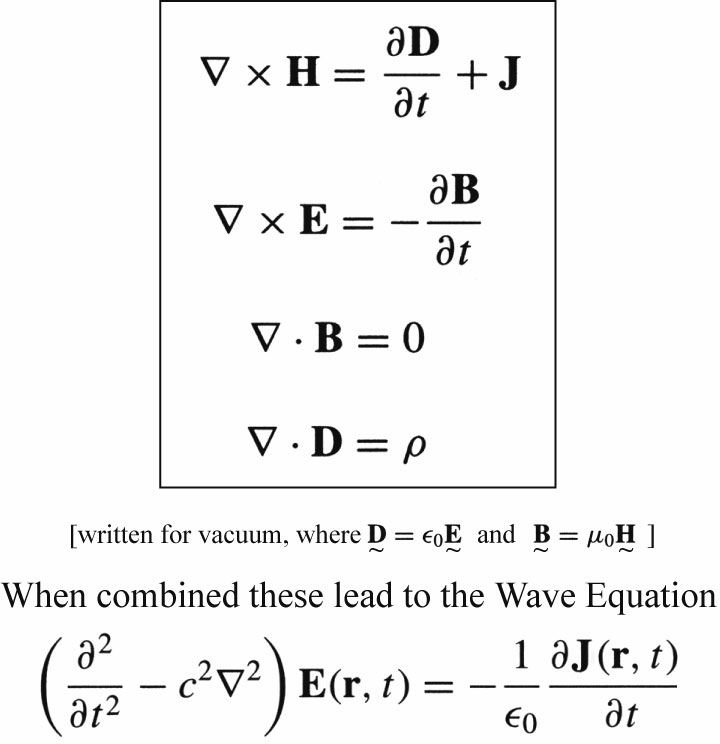 ∇ × H = ∂D/∂t + J
∇ × E = −∂B/∂t
∇ · B = 0
∇ · D = ρ
[written for vacuum, where D = ϵ₀E and B = μ₀H ]
When combined these lead to the Wave Equation
(∂²/∂t² − c²∇²) E(r, t) = −1/ϵ₀ ∂J(r, t)/∂t